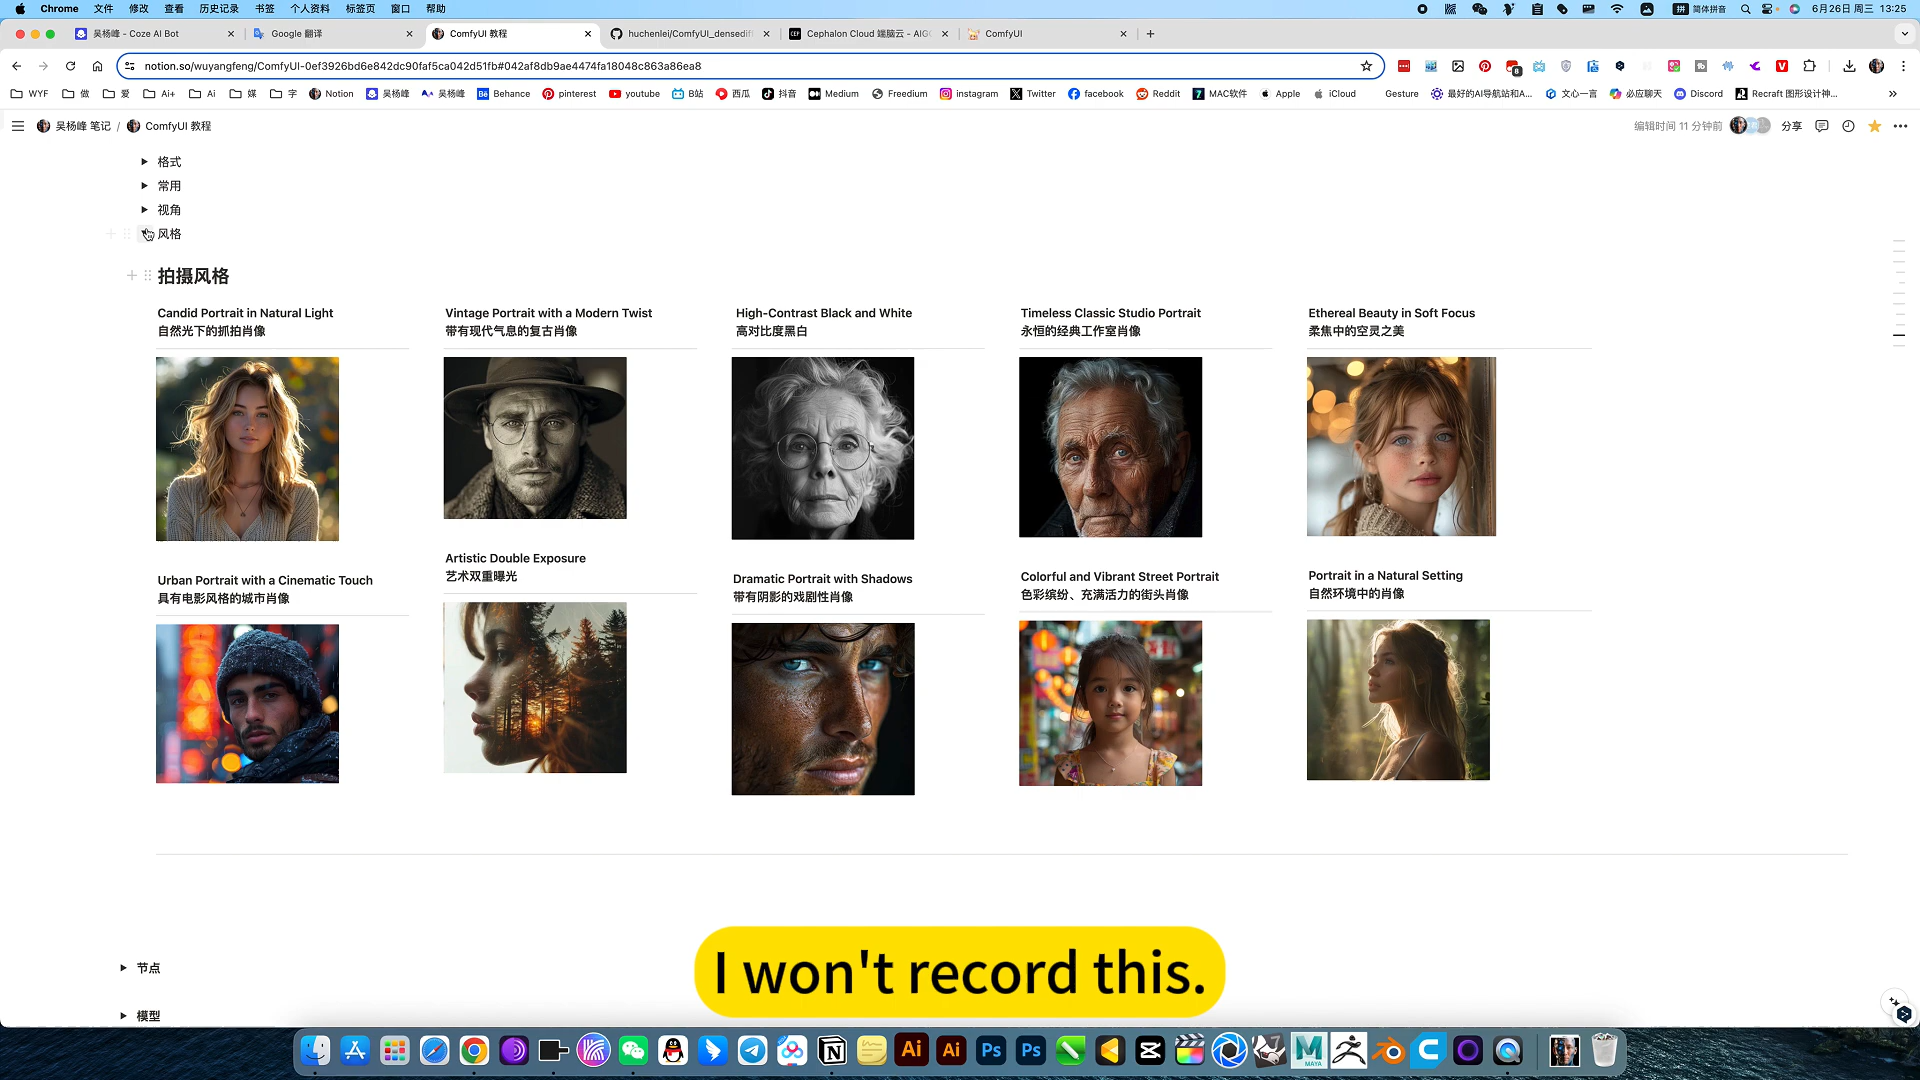 Chrome 文件 修改 查看 历史记录 书签 个人资料 标签页 窗口 帮助
简体拼音 6月26日 周三 13:25
吴杨峰 - Coze AI Bot
Google 翻译
ComfyUI 教程
huchenlei/ComfyUI_densediff
Cephalon Cloud 端脑云 - AIGC
ComfyUI
notion.so/wuyangfeng/ComfyUI-0ef3926bd6e842dc90faf5ca042d51fb#042af8db9ae4474fa18048c863a86ea8
WYF 做 爱 Ai+ Ai 媒 字 Notion 吴杨峰 吴杨峰 Behance pinterest youtube B站 西瓜 抖音 Medium Freedium instagram Twitter facebook Reddit MAC软件 Apple iCloud Gesture 最好的AI导航站和A... 文心一言 必应聊天 Discord Recraft 图形设计神...
吴杨峰 笔记 / ComfyUI 教程
编辑时间 11 分钟前 分享
格式
常用
视角
风格
拍摄风格
Candid Portrait in Natural Light
自然光下的抓拍肖像
Vintage Portrait with a Modern Twist
带有现代气息的复古肖像
High-Contrast Black and White
高对比度黑白
Timeless Classic Studio Portrait
永恒的经典工作室肖像
Ethereal Beauty in Soft Focus
柔焦中的空灵之美
Urban Portrait with a Cinematic Touch
具有电影风格的城市肖像
Artistic Double Exposure
艺术双重曝光
Dramatic Portrait with Shadows
带有阴影的戏剧性肖像
Colorful and Vibrant Street Portrait
色彩缤纷、充满活力的街头肖像
Portrait in a Natural Setting
自然环境中的肖像
节点
模型
I won't record this.
Ai Ai Ps Ps MAYA